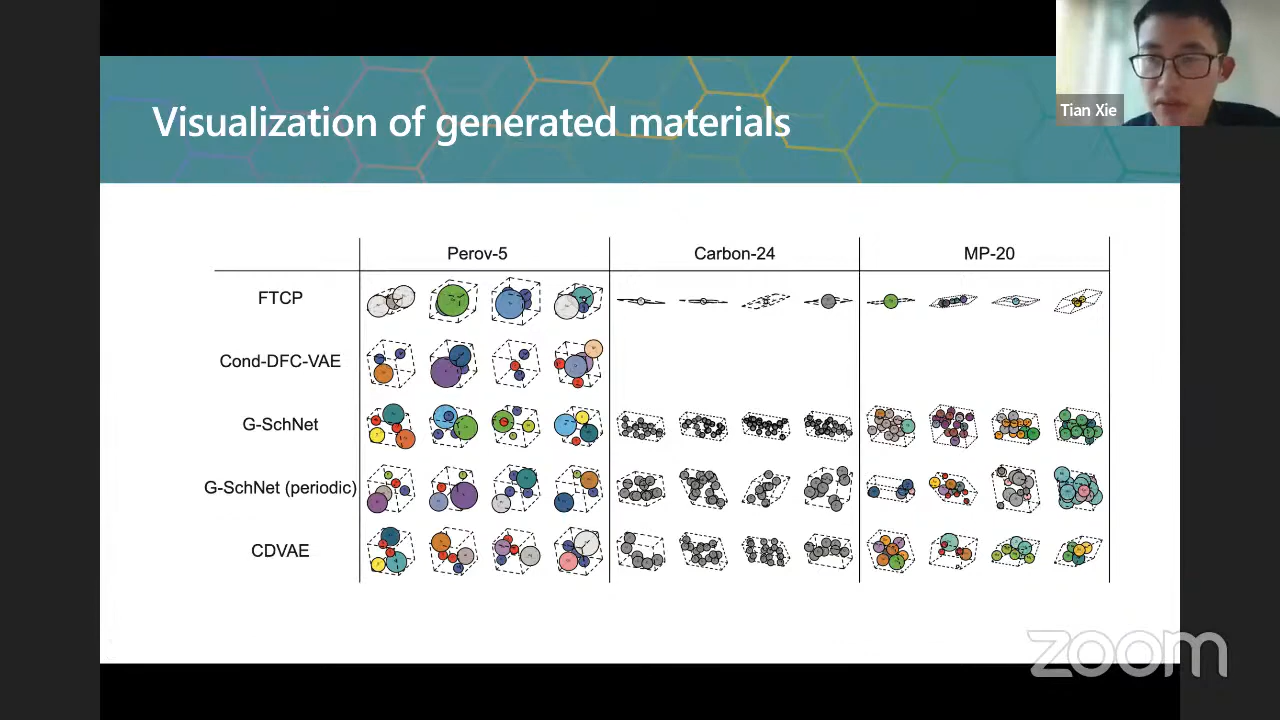 Tian Xie
Visualization of generated materials
Perov-5 Carbon-24 MP-20
FTCP
Cond-DFC-VAE
G-SchNet
G-SchNet (periodic)
CDVAE
zoom